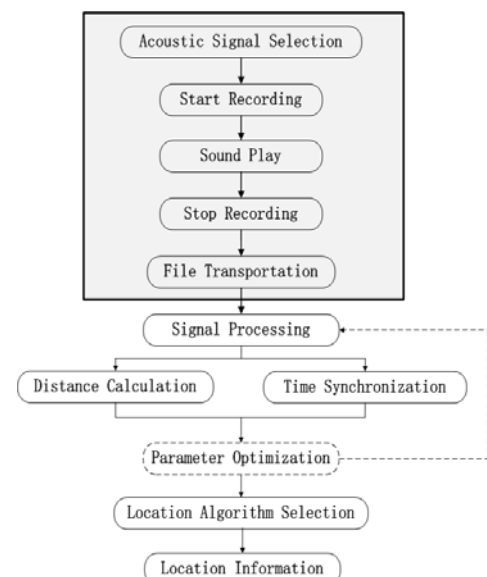 Acoustic Signal Selection
Start Recording
Sound Play
Stop Recording
File Transportation
Signal Processing
Distance Calculation
Time Synchronization
Parameter Optimization
Location Algorithm Selection
Location Information